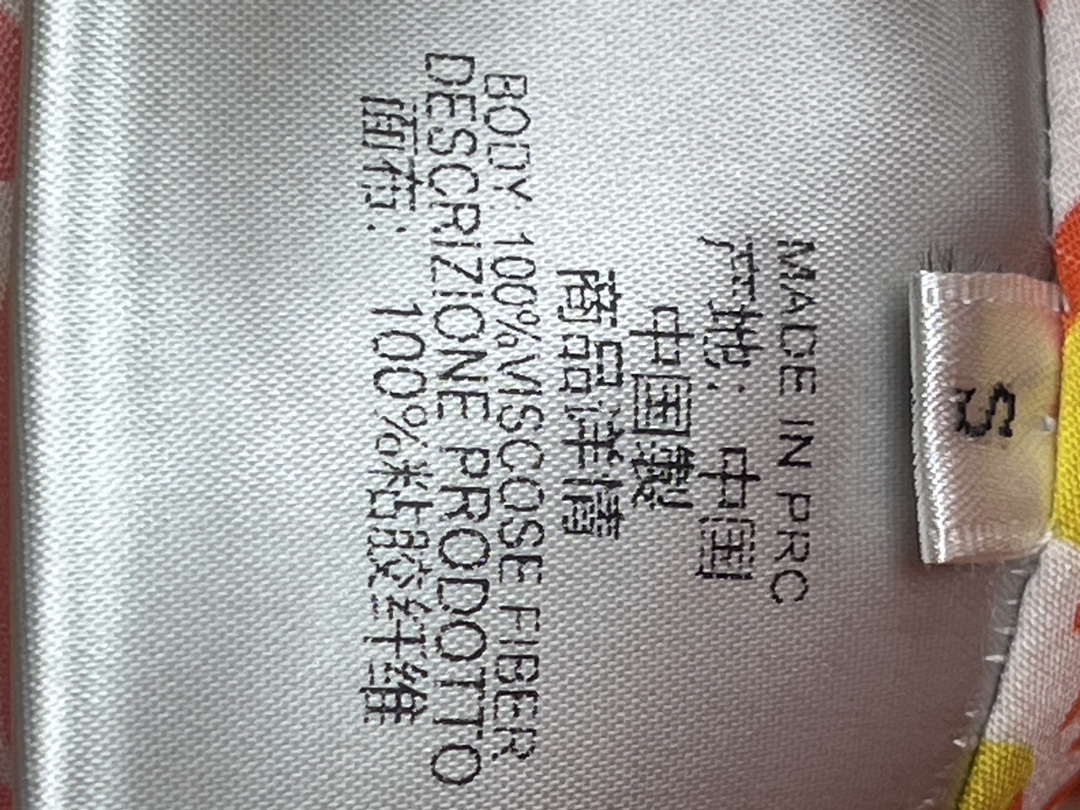 S
MADE IN PRC
产地：中国
中国製
商品详情
BODY 100%VISCOSE FIBER
DESCRIZIONE PRODOTTO
面布：100%粘胶纤维